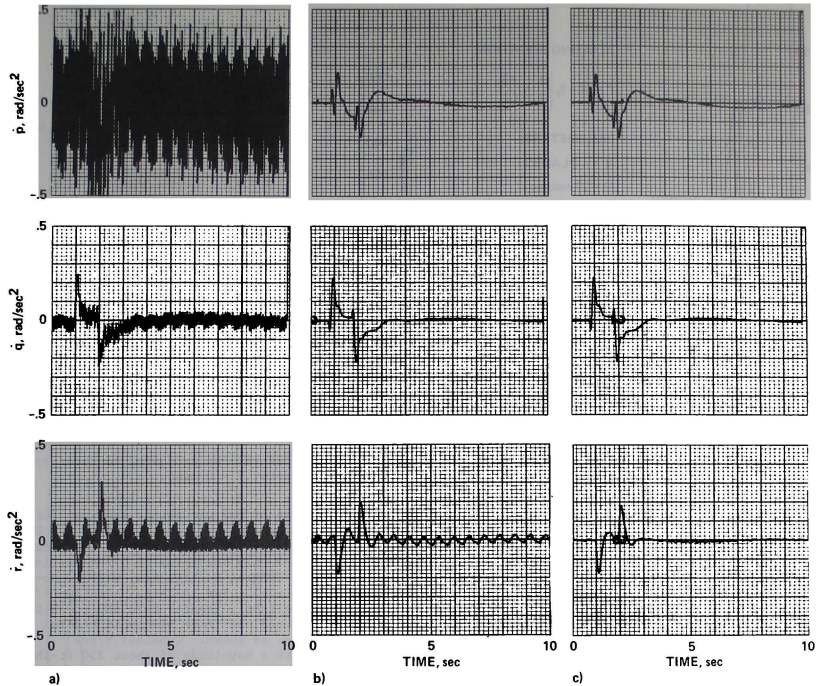 .5
0
-.5
ṗ, rad/sec²
.5
0
-.5
q̇, rad/sec²
.5
0
-.5
ṙ, rad/sec²
0 5 10
TIME, sec
0 5 10
TIME, sec
0 5 10
TIME, sec
a) b) c)